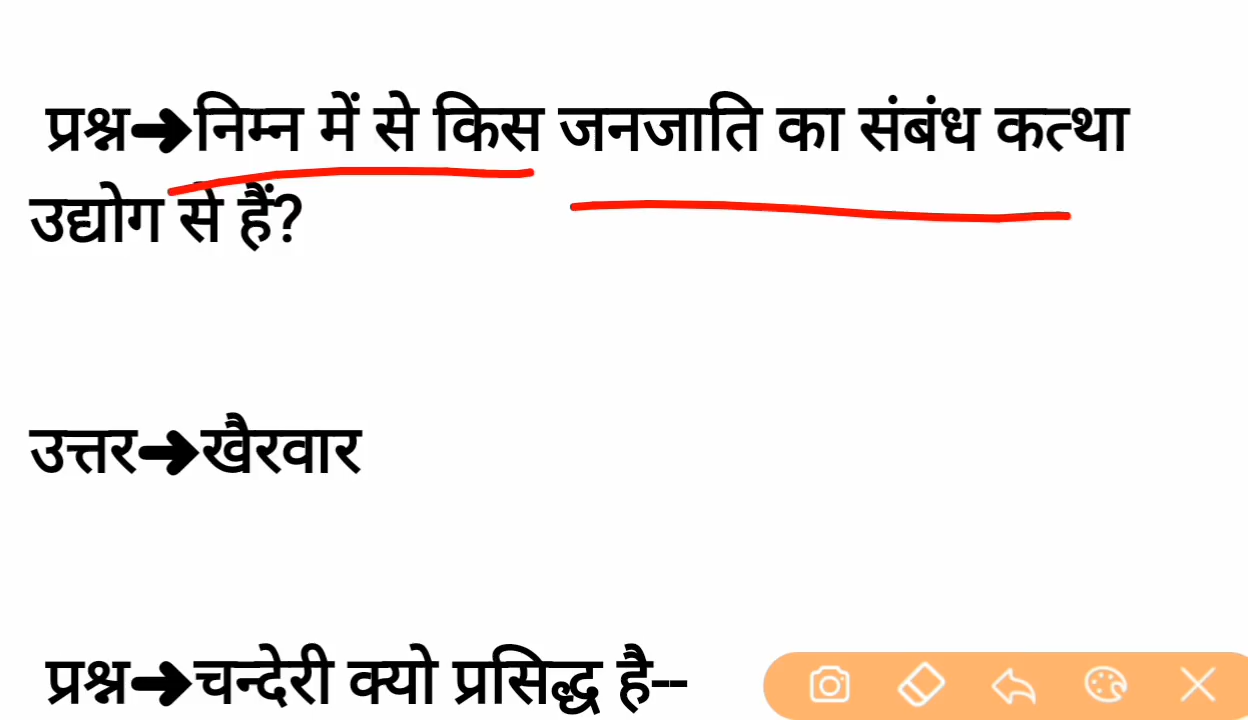 प्रश्न➔निम्न में से किस जनजाति का संबंध कत्था
उद्योग से हैं?
उत्तर➔खैरवार
प्रश्न➔चन्देरी क्यो प्रसिद्ध है--